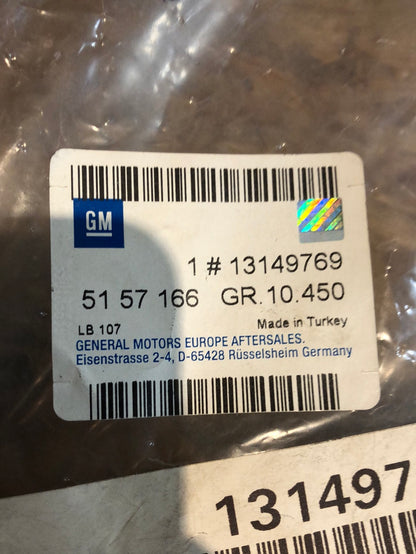 GM
1 # 13149769
51 57 166 GR.10.450
LB 107 Made in Turkey
GENERAL MOTORS EUROPE AFTERSALES.
Eisenstrasse 2-4, D-65428 Rüsselsheim Germany
131497